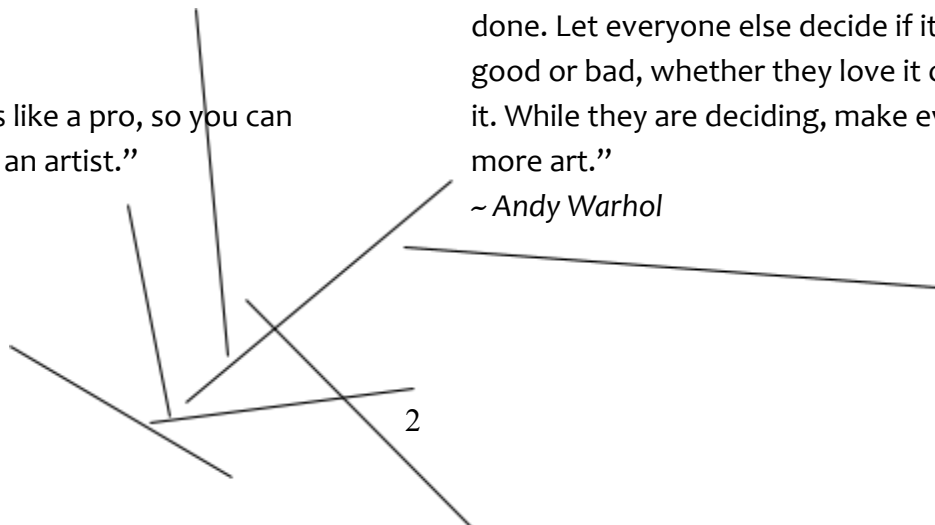 s like a pro, so you can
an artist.”
done. Let everyone else decide if it
good or bad, whether they love it
it. While they are deciding, make
more art.”
~ Andy Warhol
2